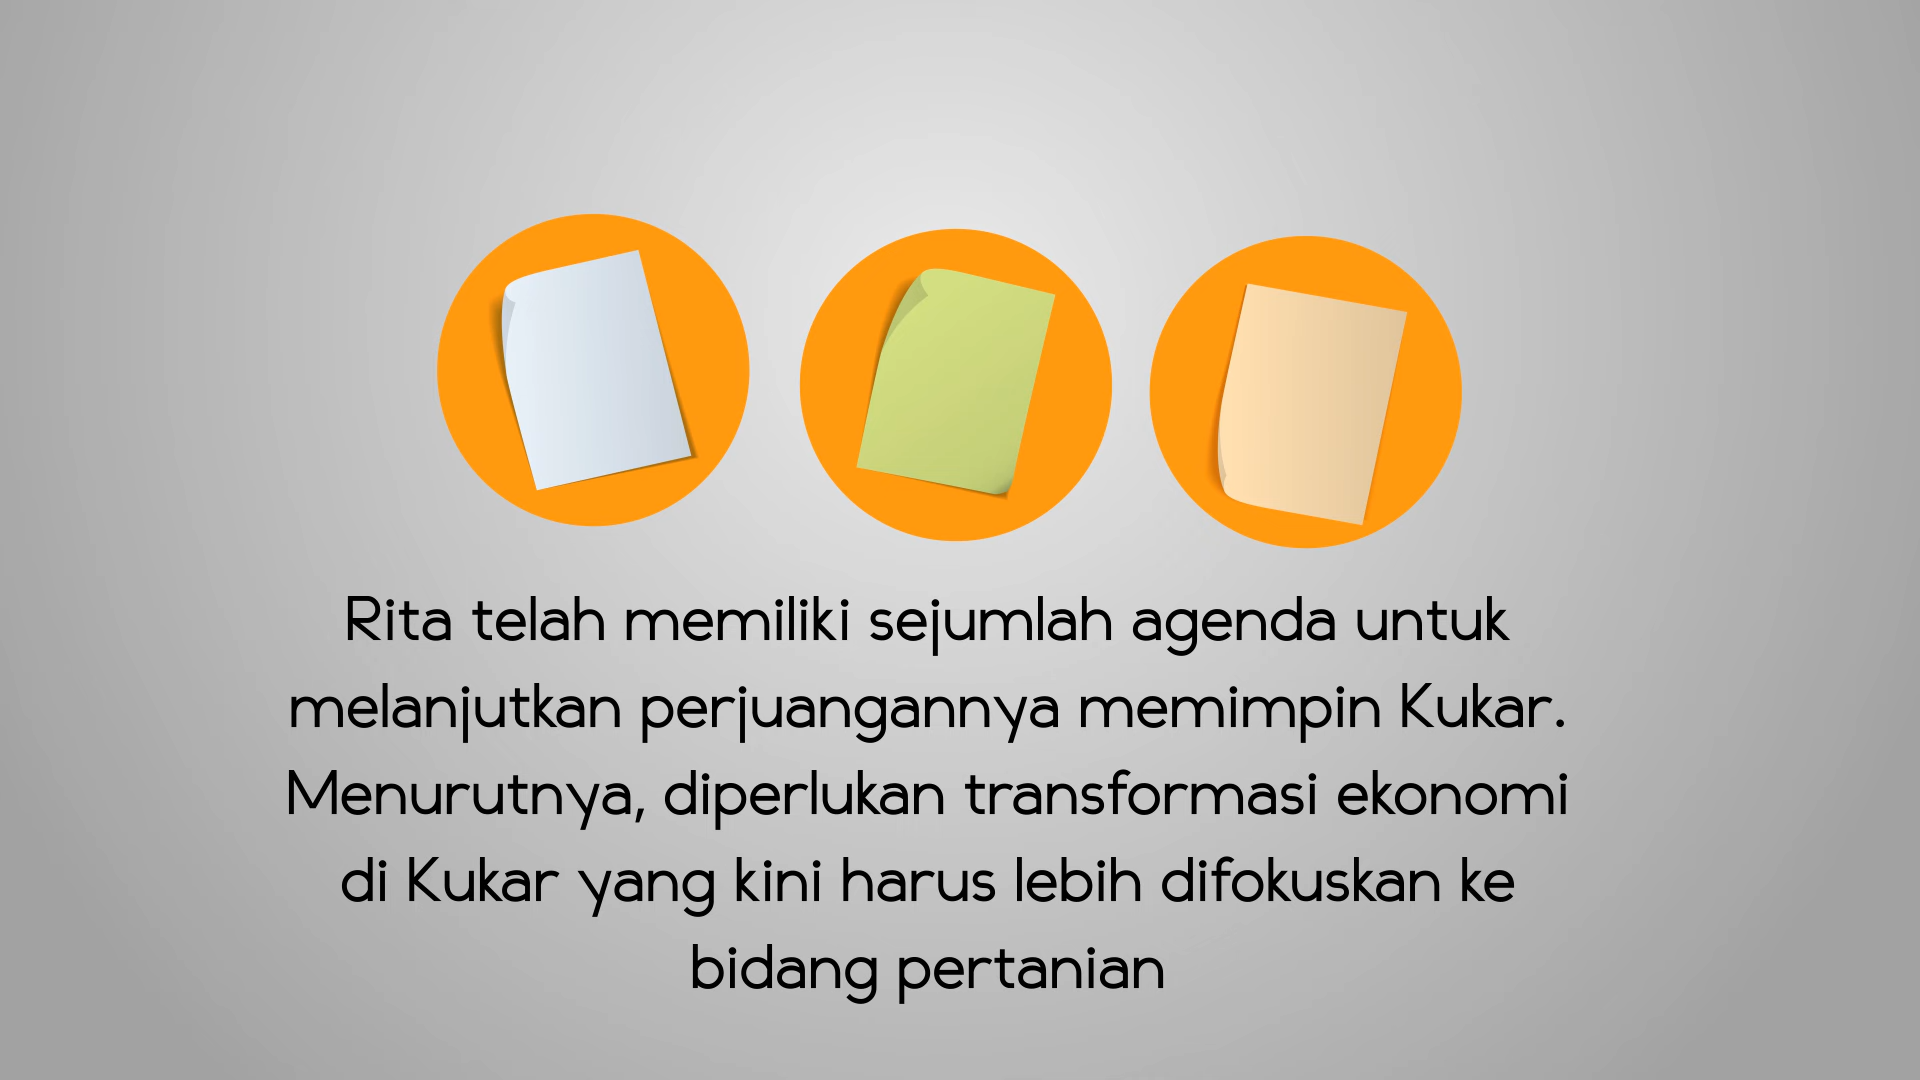 Rita telah memiliki sejumlah agenda untuk
melanjutkan perjuangannya memimpin Kukar.
Menurutnya, diperlukan transformasi ekonomi
di Kukar yang kini harus lebih difokuskan ke
bidang pertanian